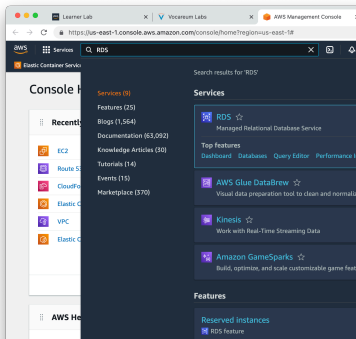 Learner Lab
Vocareum Labs
AWS Management Console
https://us-east-1.console.aws.amazon.com/console/home?region=us-east-1#
aws
Services
RDS
Elastic Container Service
Search results for 'RDS'
Console
Services (9)
Features (25)
Blogs (1,564)
Documentation (63,092)
Knowledge Articles (30)
Tutorials (14)
Events (15)
Marketplace (370)
Recently
EC2
Route 53
CloudFo
Elastic C
VPC
Elastic C
AWS He
Services
RDS
Managed Relational Database Service
Top features
Dashboard Databases Query Editor Performance
AWS Glue DataBrew
Visual data preparation tool to clean and normaliz
Kinesis
Work with Real-Time Streaming Data
Amazon GameSparks
Build, optimize, and scale customizable game feat
Features
Reserved instances
RDS feature